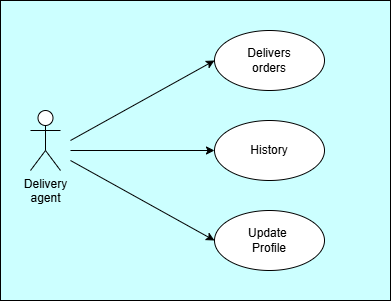 Delivers
orders
History
Delivery
agent
Update
Profile